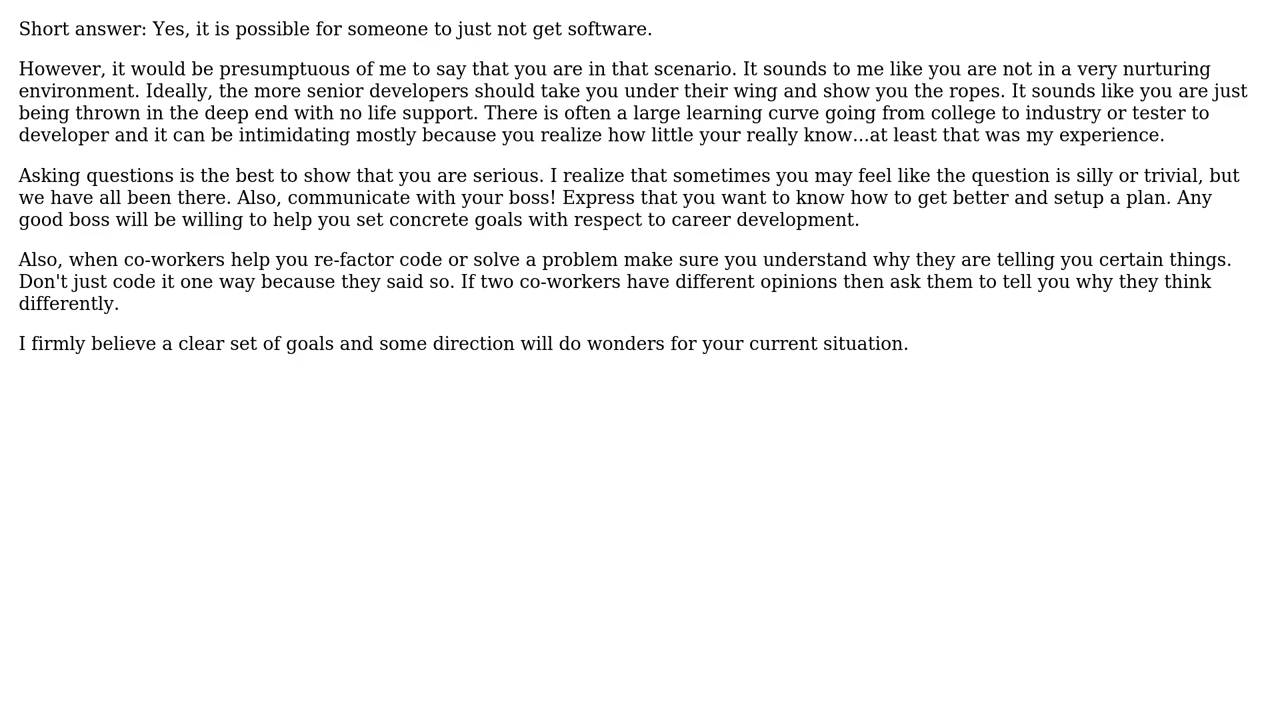 Short answer: Yes, it is possible for someone to just not get software.
However, it would be presumptuous of me to say that you are in that scenario. It sounds to me like you are not in a very nurturing
environment. Ideally, the more senior developers should take you under their wing and show you the ropes. It sounds like you are just
being thrown in the deep end with no life support. There is often a large learning curve going from college to industry or tester to
developer and it can be intimidating mostly because you realize how little your really know...at least that was my experience.
Asking questions is the best to show that you are serious. I realize that sometimes you may feel like the question is silly or trivial, but
we have all been there. Also, communicate with your boss! Express that you want to know how to get better and setup a plan. Any
good boss will be willing to help you set concrete goals with respect to career development.
Also, when co-workers help you re-factor code or solve a problem make sure you understand why they are telling you certain things.
Don't just code it one way because they said so. If two co-workers have different opinions then ask them to tell you why they think
differently.
I firmly believe a clear set of goals and some direction will do wonders for your current situation.